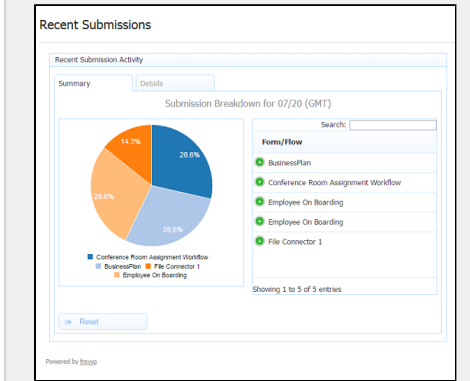 Recent Submissions
Recent Submission Activity
Summary
Details
Submission Breakdown for 07/20 (GMT)
14.3%
28.6%
28.6%
28.6%
Conference Room Assignment Workflow
BusinessPlan File Connector 1
Employee On Boarding
Search:
Form/Flow
BusinessPlan
Conference Room Assignment Workflow
Employee On Boarding
Employee On Boarding
File Connector 1
Showing 1 to 5 of 5 entries
Reset
Powered by frevvo